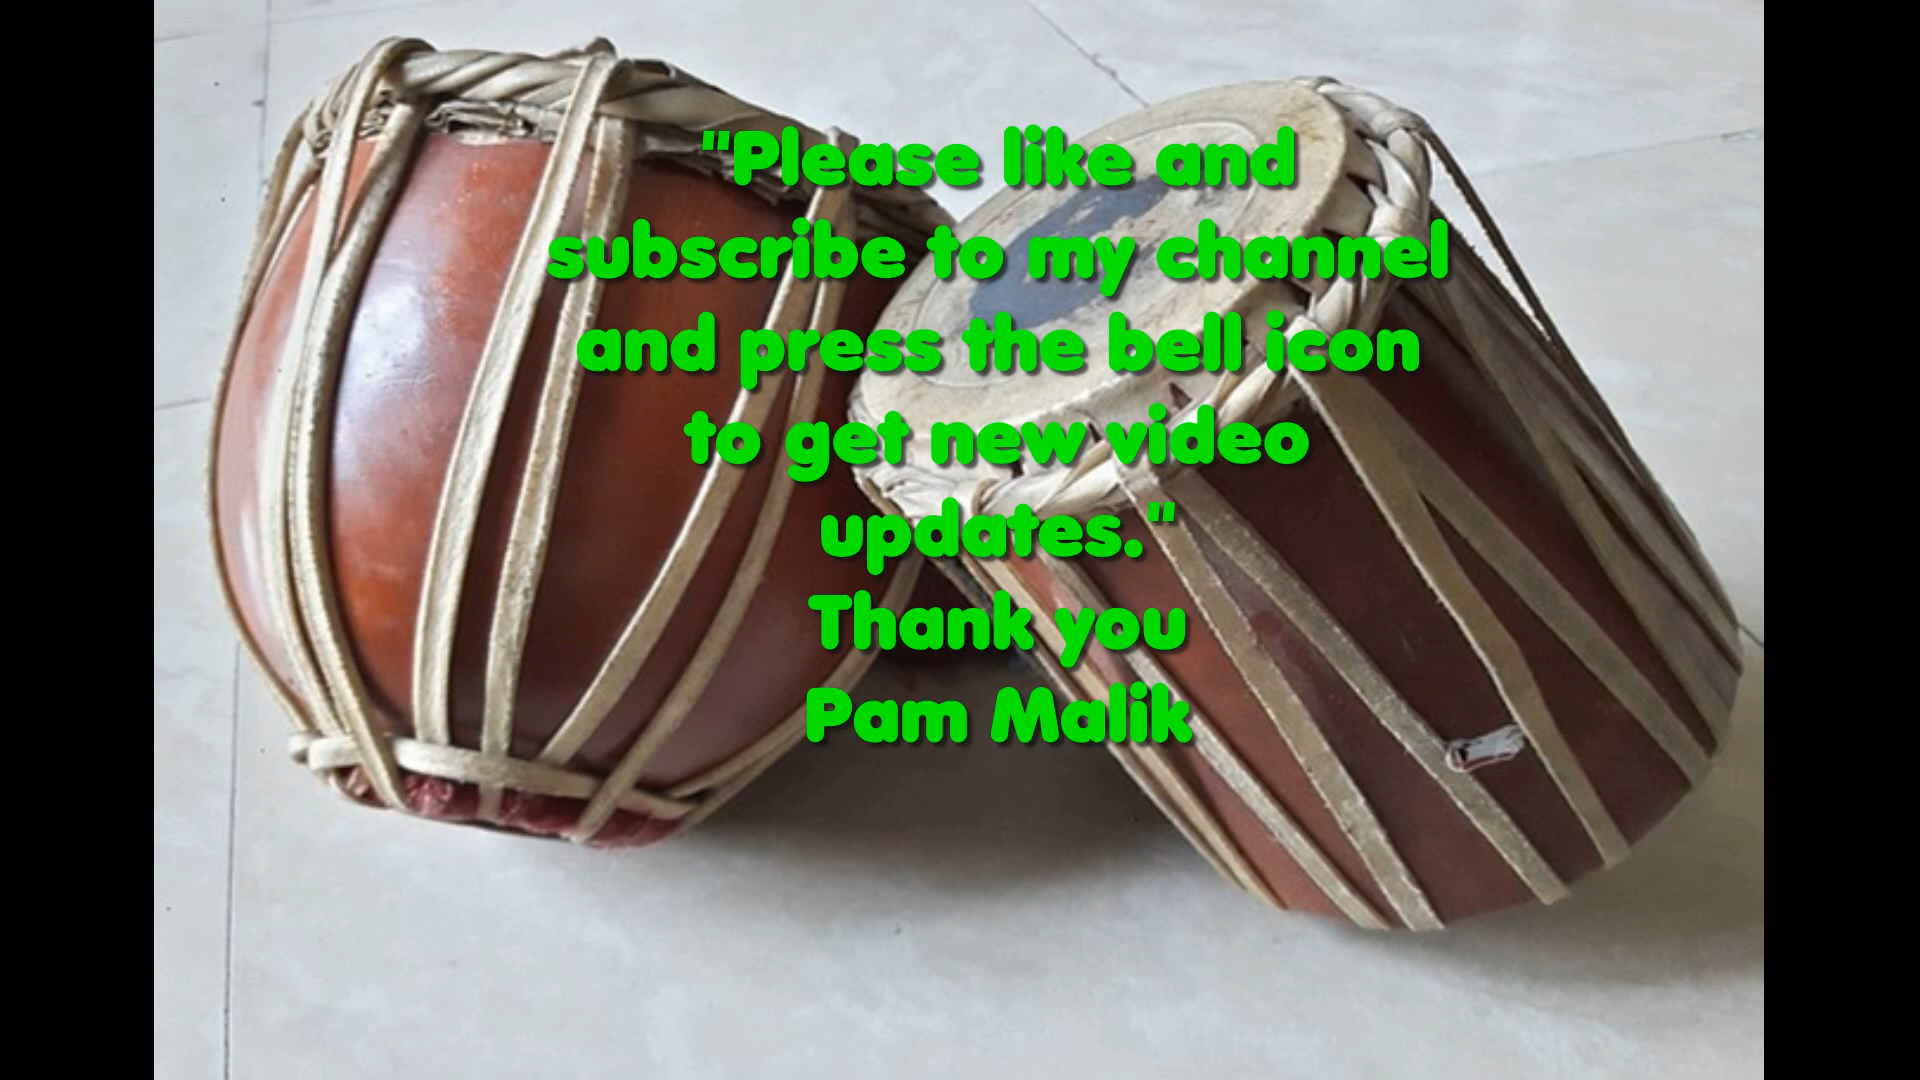 "Please like and
subscribe to my channel
and press the bell icon
to get new video
updates."
Thank you
Pam Malik